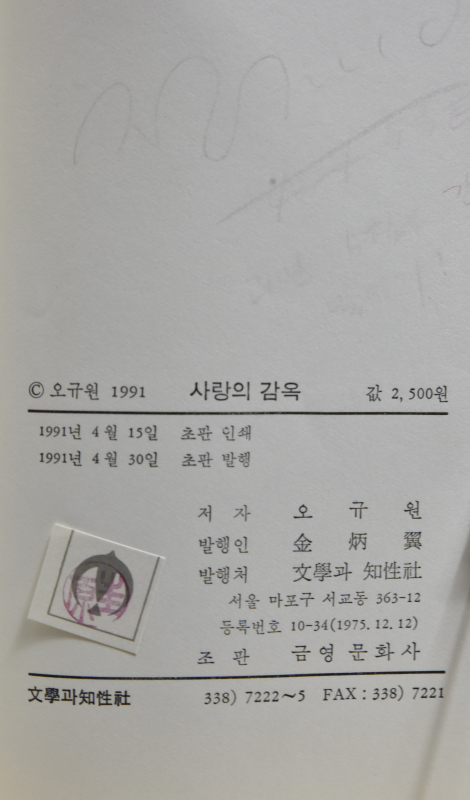 © 오규원 1991 사랑의 감옥 값 2,500원
1991년 4월 15일 초판 인쇄
1991년 4월 30일 초판 발행
저 자 오 규 원
발행인 金 炳 翼
발행처 文學과 知性社
서울 마포구 서교동 363-12
등록번호 10-34(1975. 12. 12)
조 판 금영문화사
文學과知性社 338) 7222~5 FAX : 338) 7221